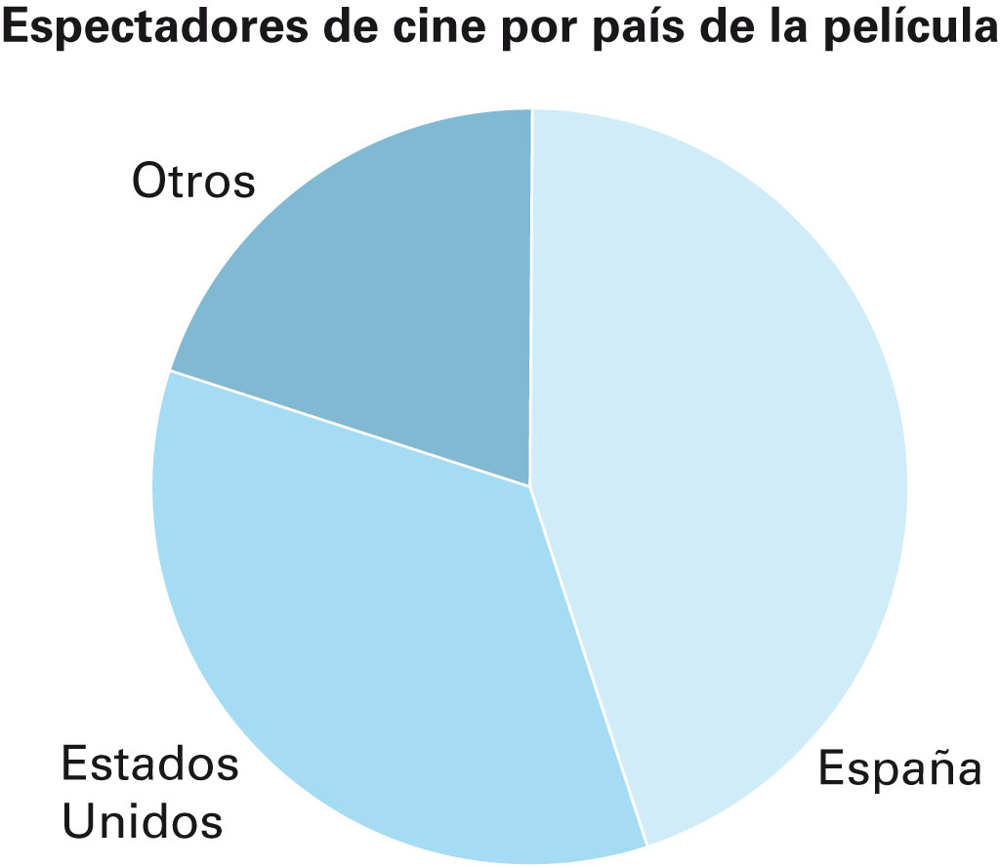 Espectadores de cine por país de la película
Otros
Estados
Unidos
España